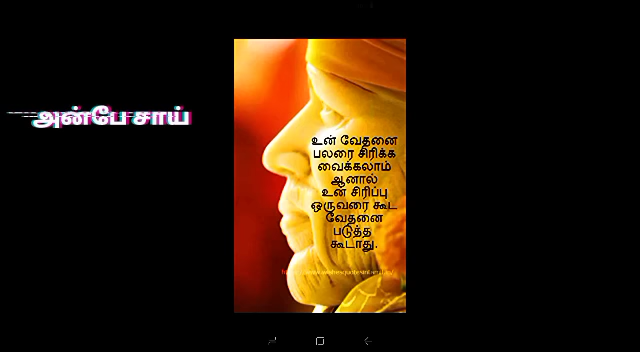 அன்பே சாய்
உன் வேதனை
பலரை சிரிக்க
வைக்கலாம்
ஆனால்
உன் சிரிப்பு
ஒருவரை கூட
வேதனை
படுத்த
கூடாது.